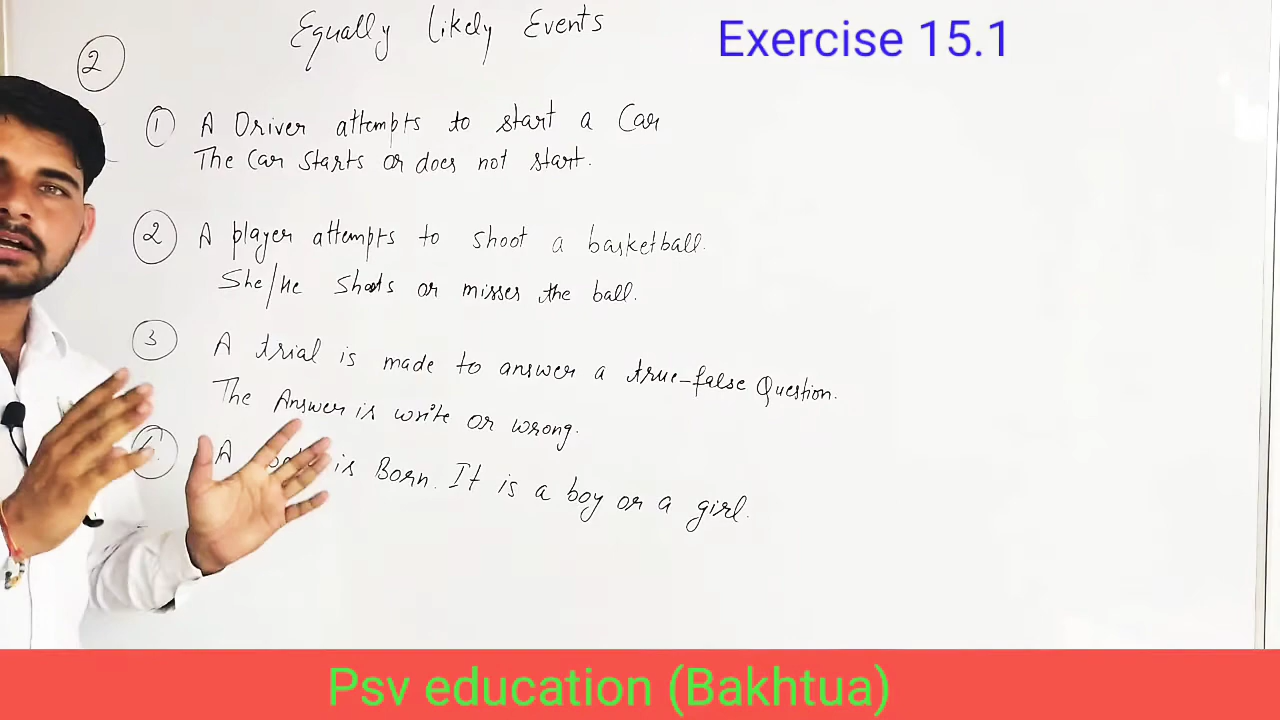 Equally likely Events
Exercise 15.1
2
1 A Driver attempts to start a Car
The Car starts or does not start.
2 A player attempts to shoot a basketball.
She/he shoots or misses the ball.
3 A trial is made to answer a true-false Question.
The Answer is write or wrong.
A is Born. It is a boy or a girl.
Psv education (Bakhtua)